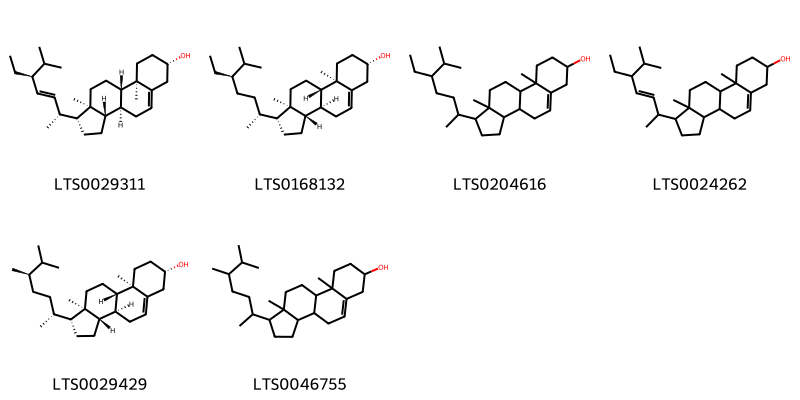 OH OH OH OH
H H H H H H
LTS0029311 LTS0168132 LTS0204616 LTS0024262
OH OH
H H H
LTS0029429 LTS0046755